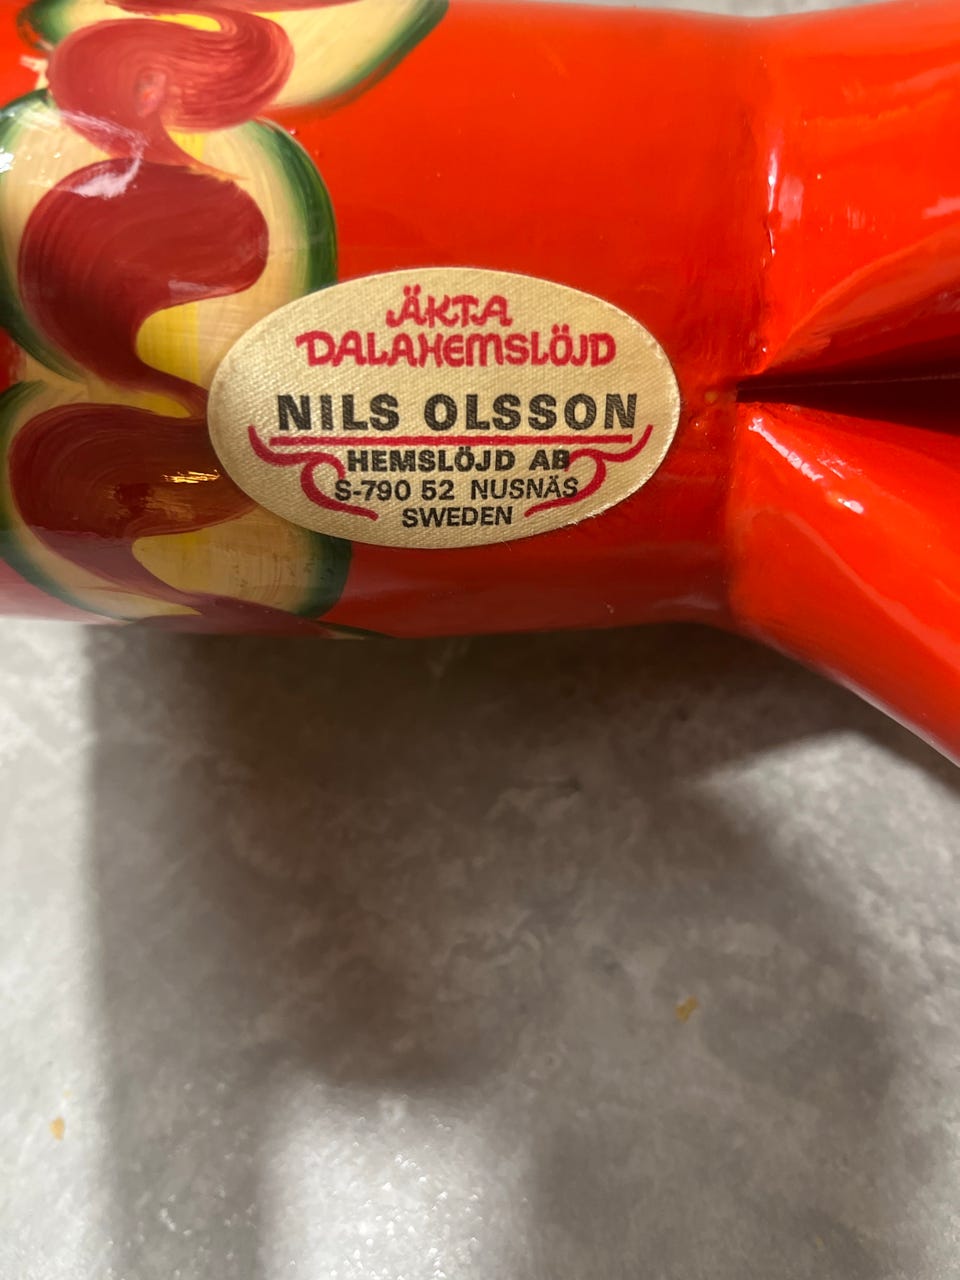 ÄKTA
DALAHEMSLÖJD
NILS OLSSON
HEMSLÖJD AB
S-790 52 NUSNÄS
SWEDEN